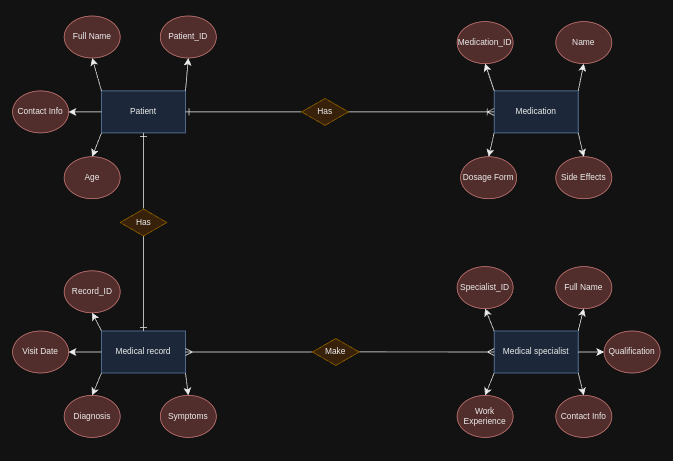 Full Name
Patient_ID
Medication_ID
Name
Contact Info
Patient
Has
Medication
Age
Dosage Form
Side Effects
Has
Record_ID
Specialist_ID
Full Name
Visit Date
Medical record
Make
Medical specialist
Qualification
Diagnosis
Symptoms
Work
Experience
Contact Info